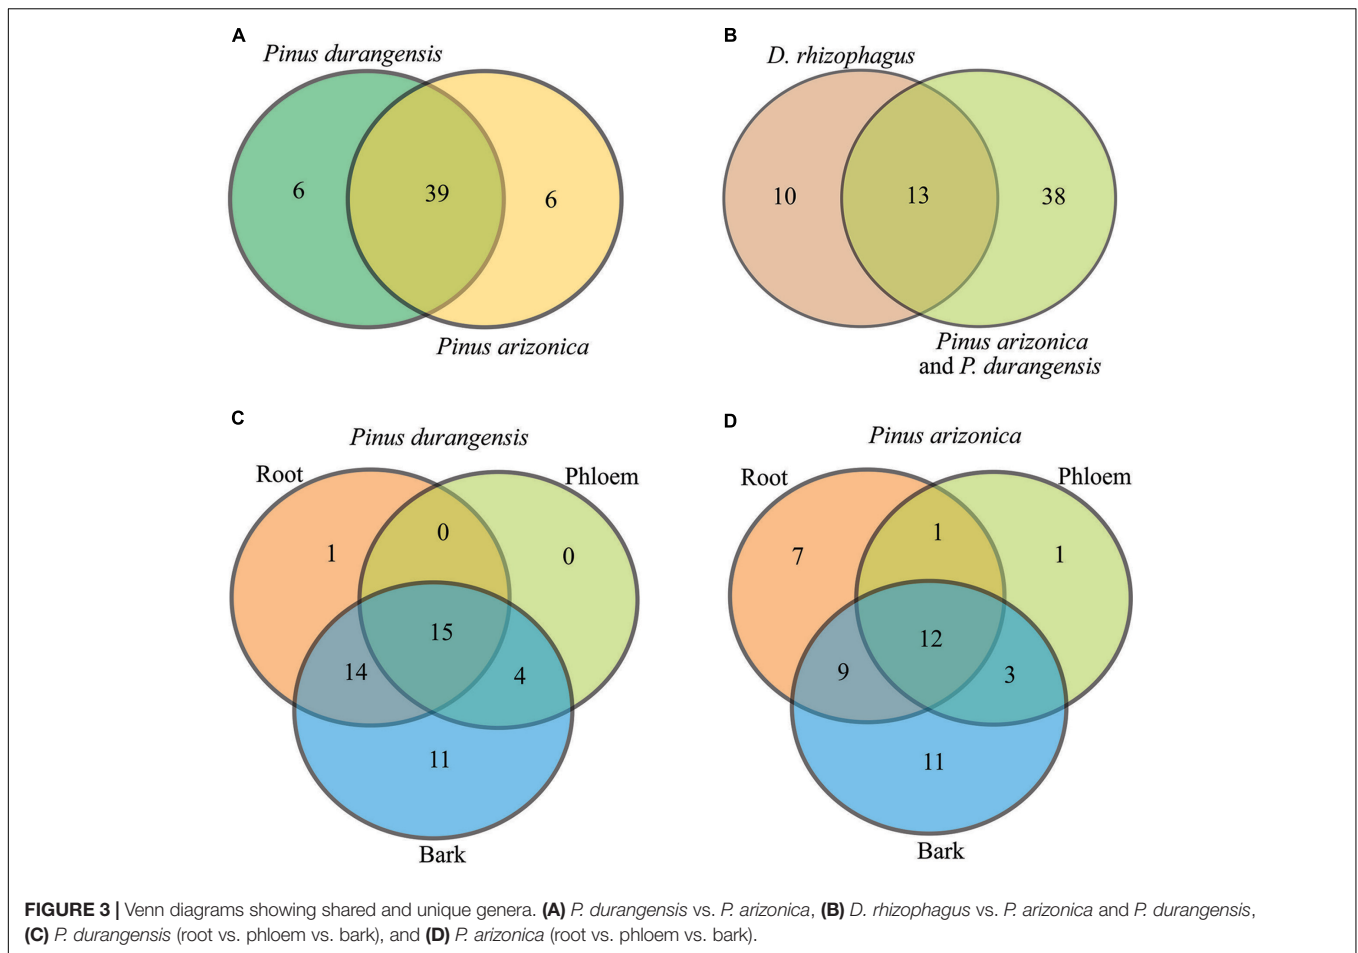 A
Pinus durangensis
6
39
6
Pinus arizonica
B
D. rhizophagus
10
13
38
Pinus arizonica
and P. durangensis
C
Pinus durangensis
Root
Phloem
1
0
0
15
14
4
11
Bark
D
Pinus arizonica
Root
Phloem
7
1
1
12
9
3
11
Bark
FIGURE 3 | Venn diagrams showing shared and unique genera. (A) P. durangensis vs. P. arizonica, (B) D. rhizophagus vs. P. arizonica and P. durangensis,
(C) P. durangensis (root vs. phloem vs. bark), and (D) P. arizonica (root vs. phloem vs. bark).